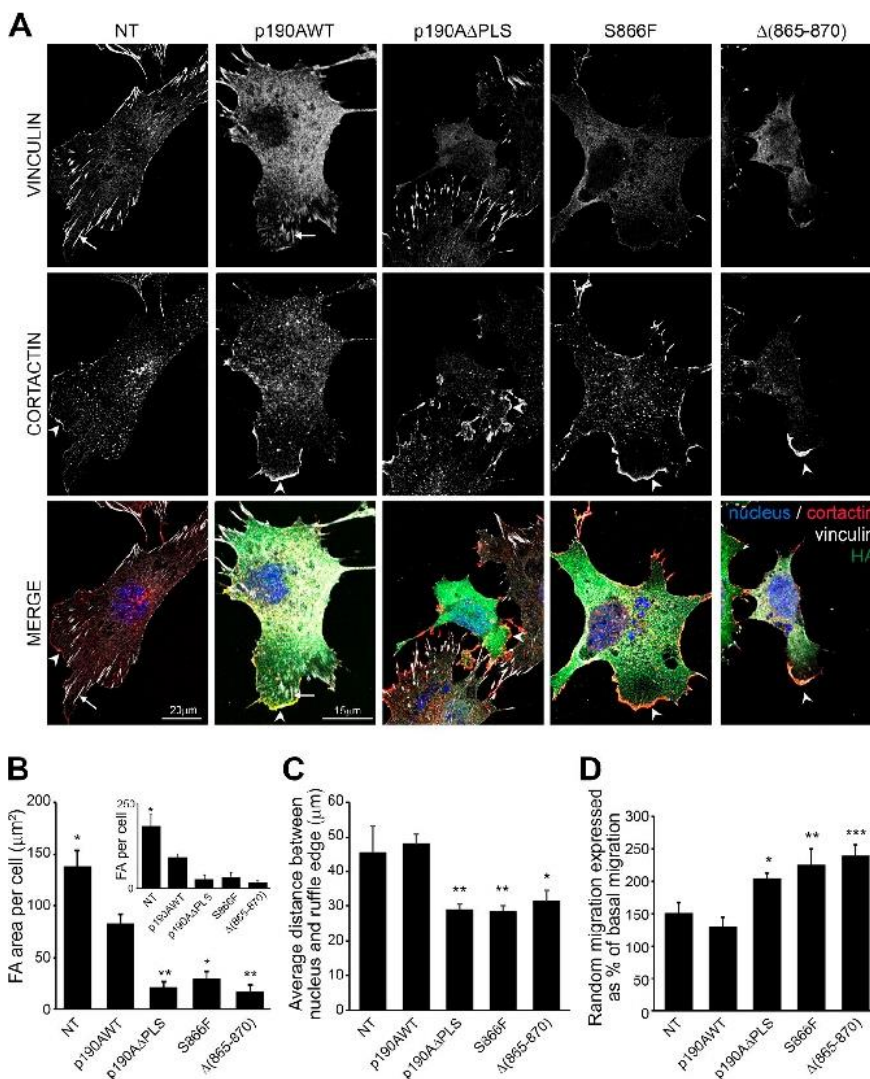 A
NT
p190AWT
p190AΔPLS
S866F
Δ(865-870)
VINCULIN
CORTACTIN
MERGE
nucleus / cortactin
vinculin
HA
20µm
15µm
B
FA area per cell (µm²)
200
150
100
50
0
*
**
*
**
NT
p190AWT
p190AΔPLS
S866F
Δ(865-870)
FA per cell
250
0
*
NT
p190AWT
p190AΔPLS
S866F
Δ(865-870)
C
Average distance between
nucleus and ruffle edge (µm)
60
50
40
30
20
10
0
**
**
*
NT
p190AWT
p190AΔPLS
S866F
Δ(865-870)
D
Random migration expressed
as % of basal migration
300
250
200
150
100
50
0
*
**
***
NT
p190AWT
p190AΔPLS
S866F
Δ(865-870)